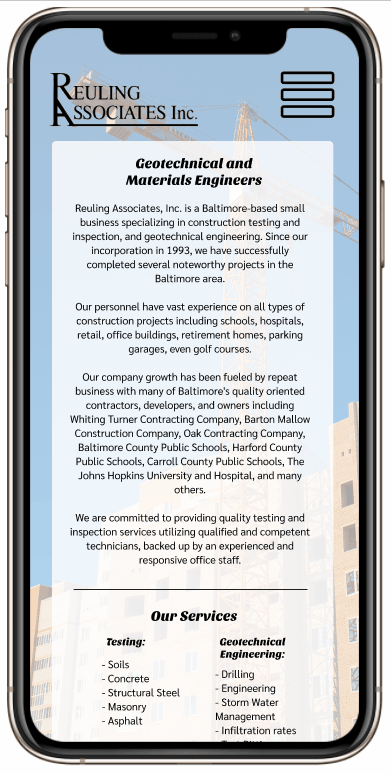 REULING
ASSOCIATES Inc.
Geotechnical and
Materials Engineers
Reuling Associates, Inc. is a Baltimore-based small
business specializing in construction testing and
inspection, and geotechnical engineering. Since our
incorporation in 1993, we have successfully
completed several noteworthy projects in the
Baltimore area.
Our personnel have vast experience on all types of
construction projects including schools, hospitals,
retail, office buildings, retirement homes, parking
garages, even golf courses.
Our company growth has been fueled by repeat
business with many of Baltimore's quality oriented
contractors, developers, and owners including
Whiting Turner Contracting Company, Barton Mallow
Construction Company, Oak Contracting Company,
Baltimore County Public Schools, Harford County
Public Schools, Carroll County Public Schools, The
Johns Hopkins University and Hospital, and many
others.
We are committed to providing quality testing and
inspection services utilizing qualified and competent
technicians, backed up by an experienced and
responsive office staff.
Our Services
Testing:
- Soils
- Concrete
- Structural Steel
- Masonry
- Asphalt
Geotechnical
Engineering:
- Drilling
- Engineering
- Storm Water
Management
- Infiltration rates